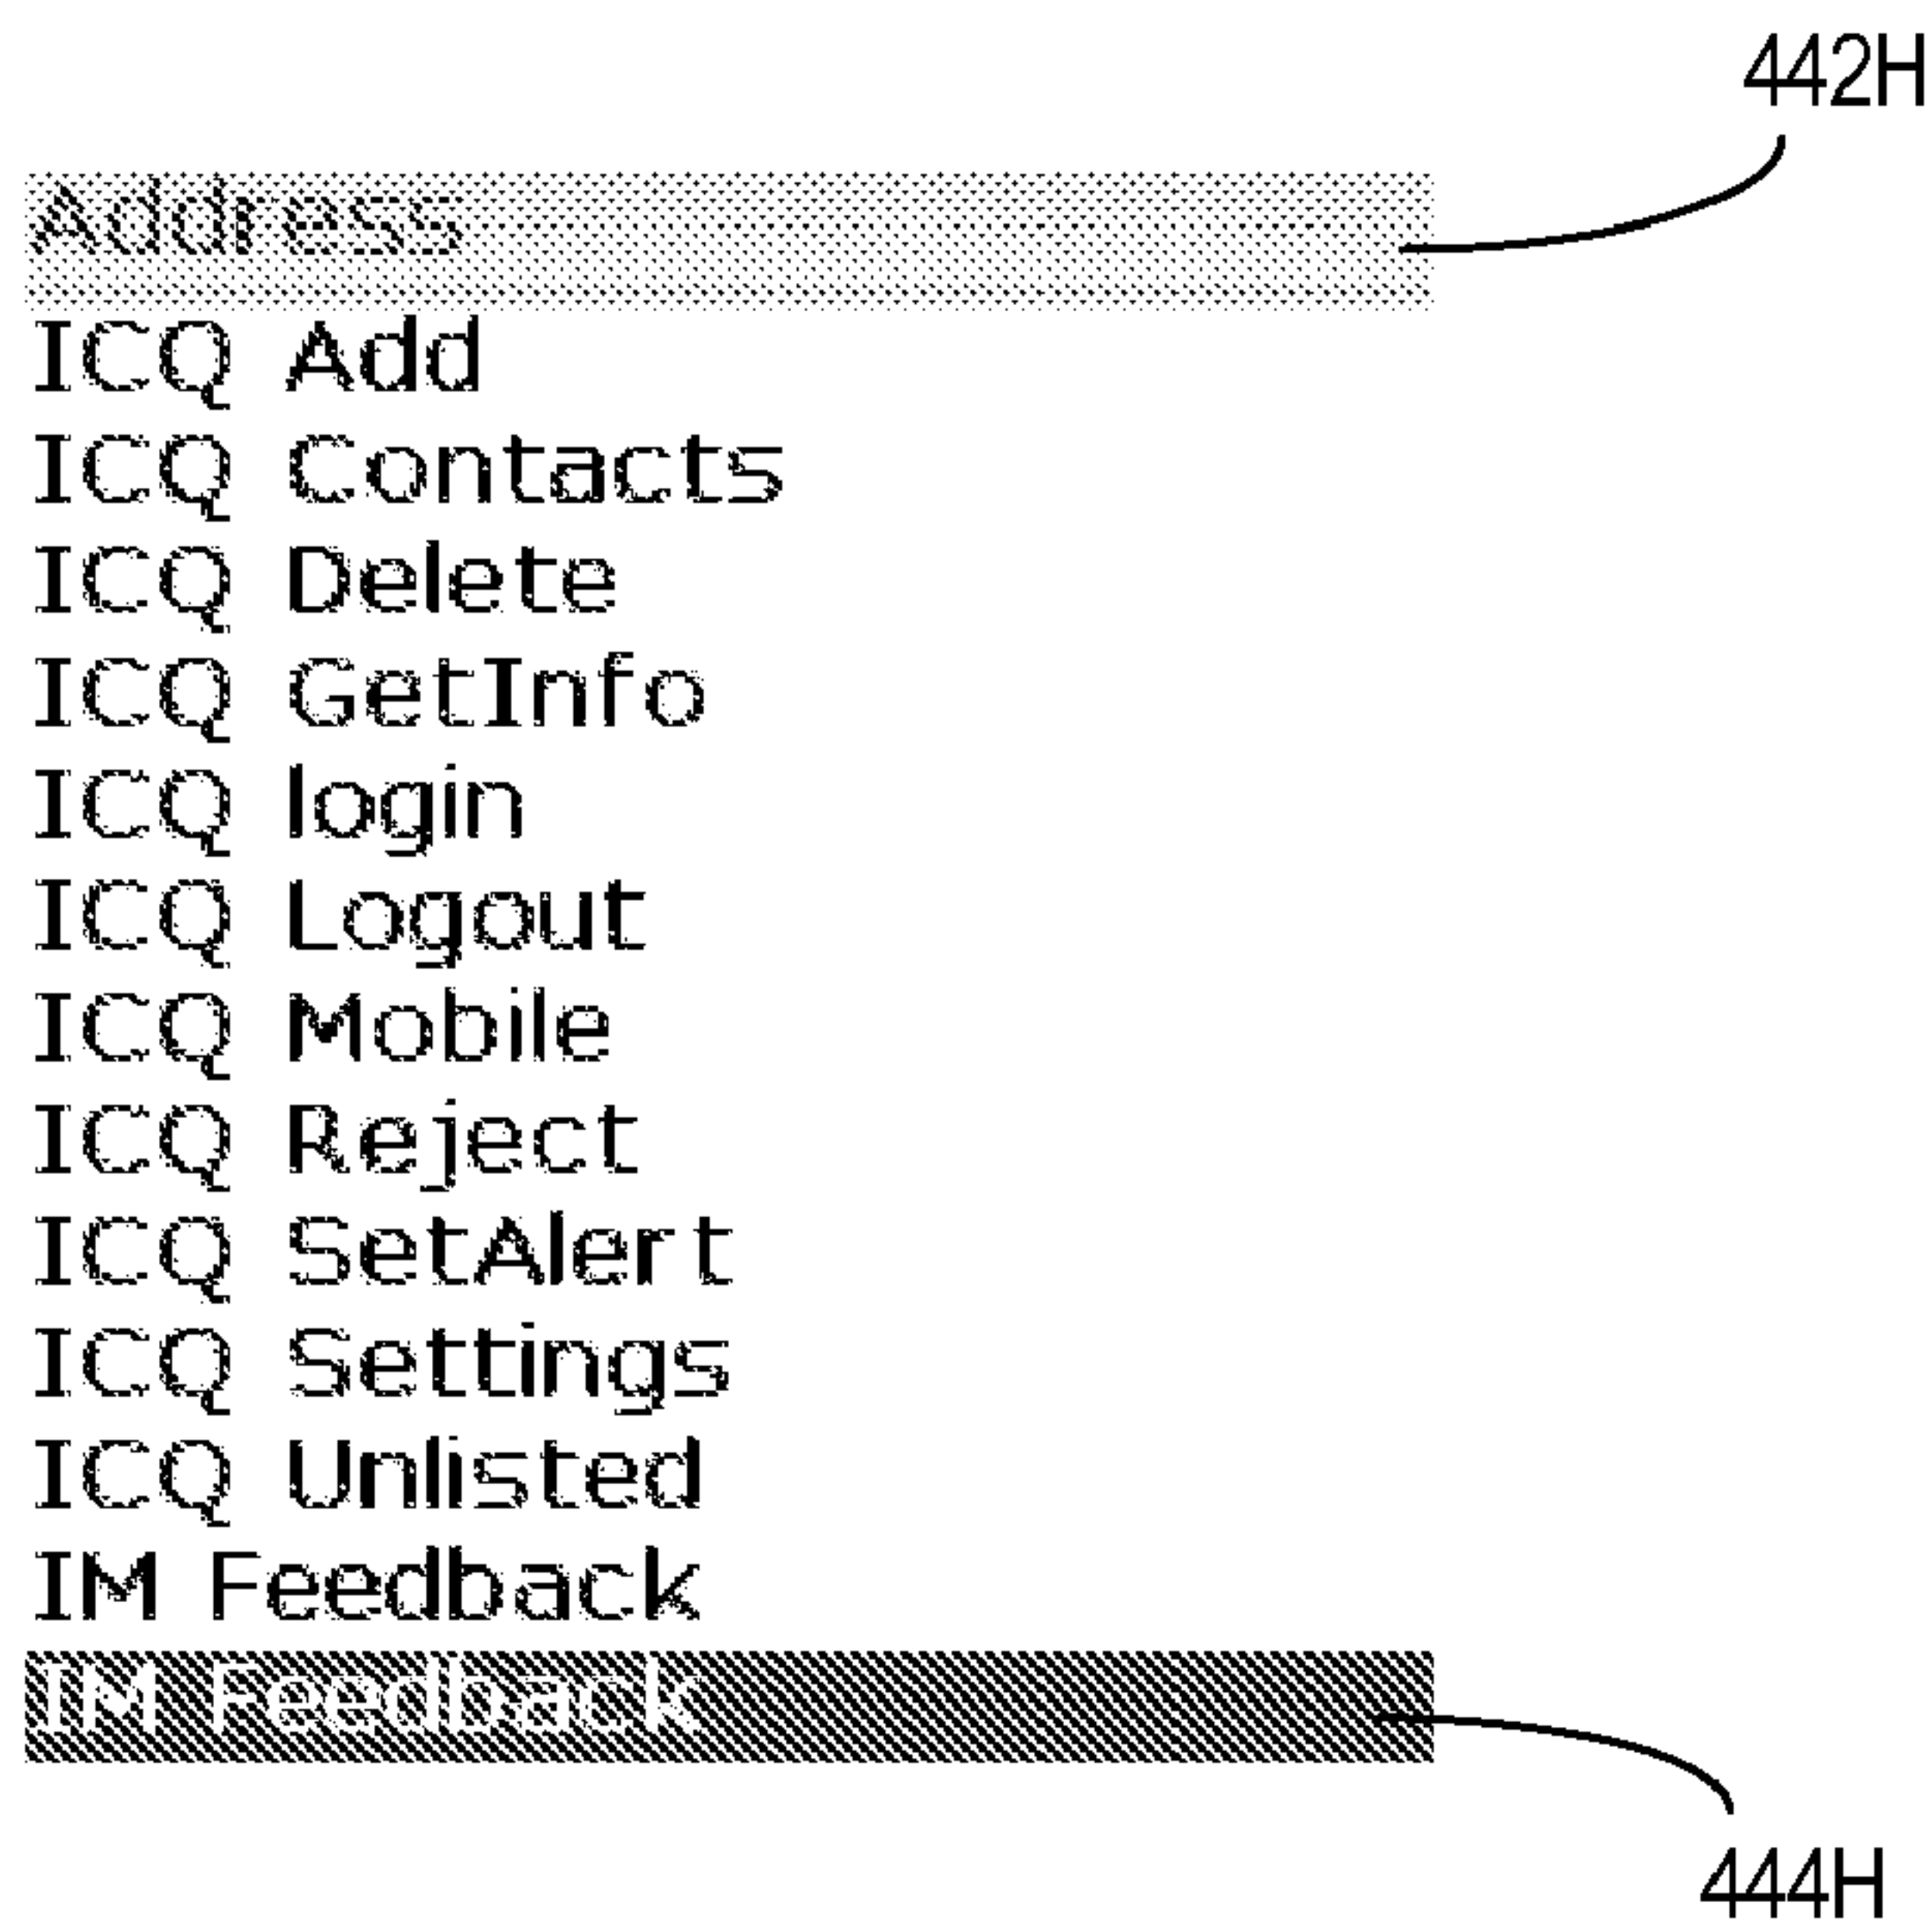 442H
Address
ICQ Add
ICQ Contacts
ICQ Delete
ICQ GetInfo
ICQ login
ICQ Logout
ICQ Mobile
ICQ Reject
ICQ SetAlert
ICQ Settings
ICQ Unlisted
IM Feedback
IM Feedback
444H